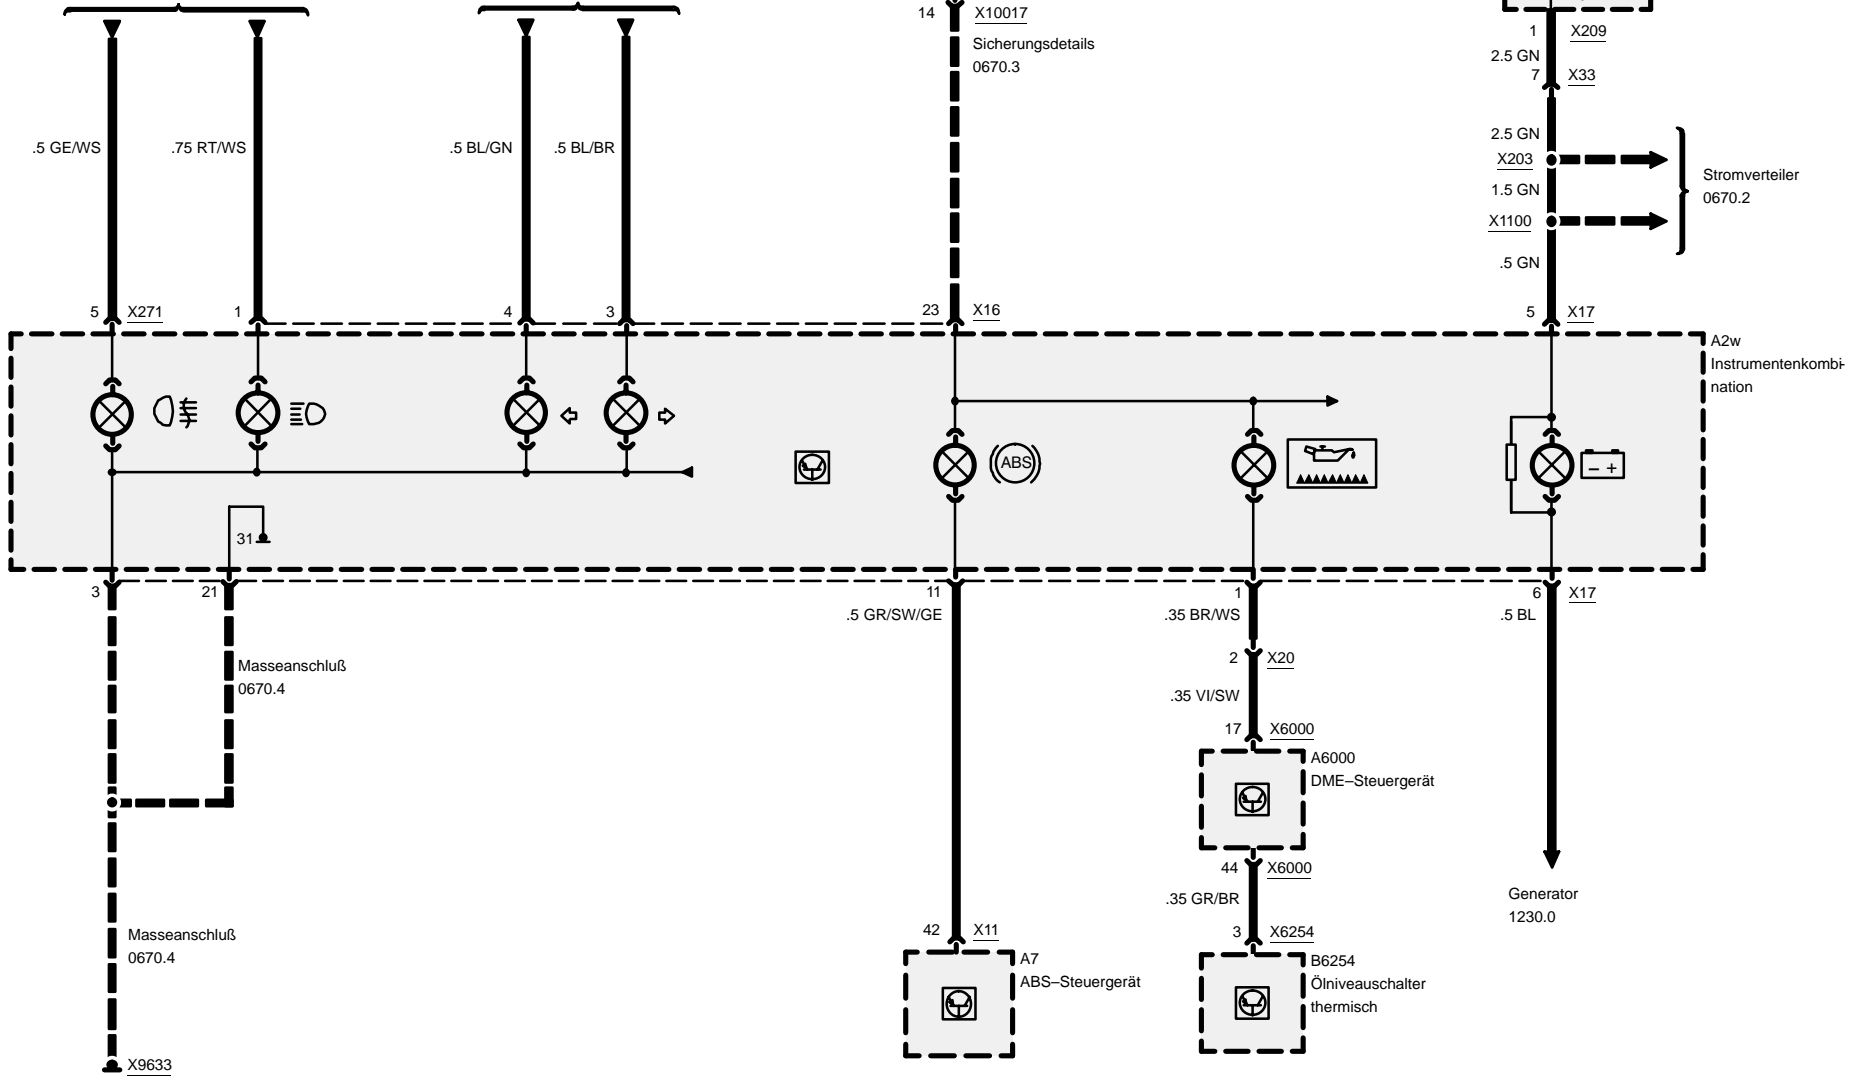 14 X10017
Sicherungsdetails
0670.3
1 X209
2.5 GN
7 X33
.5 GE/WS .75 RT/WS .5 BL/GN .5 BL/BR
2.5 GN
X203
1.5 GN
X1100
.5 GN
Stromverteiler
0670.2
5 X271 1 4 3 23 X16 5 X17
A2w
Instrumentenkombi-
nation
ABS
– +
31
3 21 11 1 6 X17
.5 GR/SW/GE .35 BR/WS .5 BL
Masseanschluß
0670.4
2 X20
.35 VI/SW
17 X6000
A6000
DME–Steuergerät
44 X6000
.35 GR/BR
Generator
1230.0
Masseanschluß
0670.4
42 X11
3 X6254
A7
ABS–Steuergerät
B6254
Ölniveauschalter
thermisch
X9633